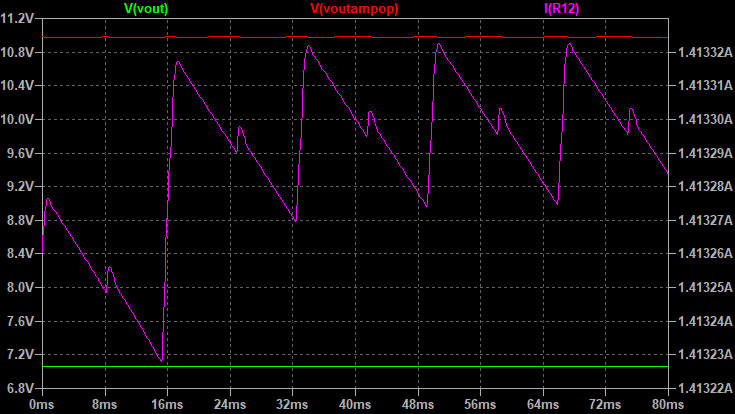 V(vout) V(voutampop) I(R12)
11.2V
10.8V 1.41332A
10.4V 1.41331A
10.0V 1.41330A
9.6V 1.41329A
9.2V 1.41328A
8.8V 1.41327A
8.4V 1.41326A
8.0V 1.41325A
7.6V 1.41324A
7.2V 1.41323A
6.8V 1.41322A
0ms 8ms 16ms 24ms 32ms 40ms 48ms 56ms 64ms 72ms 80ms